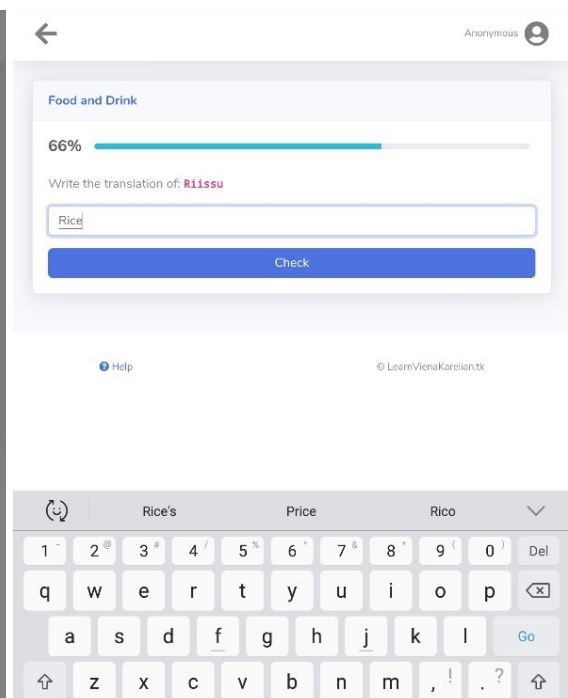 Anonymous
Food and Drink
66%
Write the translation of: Riissu
Rice
Check
Help
© LearnVienaKarelian.tk
Rice's Price Rico
1 - 2 @ 3 # 4 / 5 % 6 ^ 7 & 8 * 9 ( 0 ) Del
q w e r t y u i o p
a s d f g h j k l Go
z x c v b n m , ! . ?